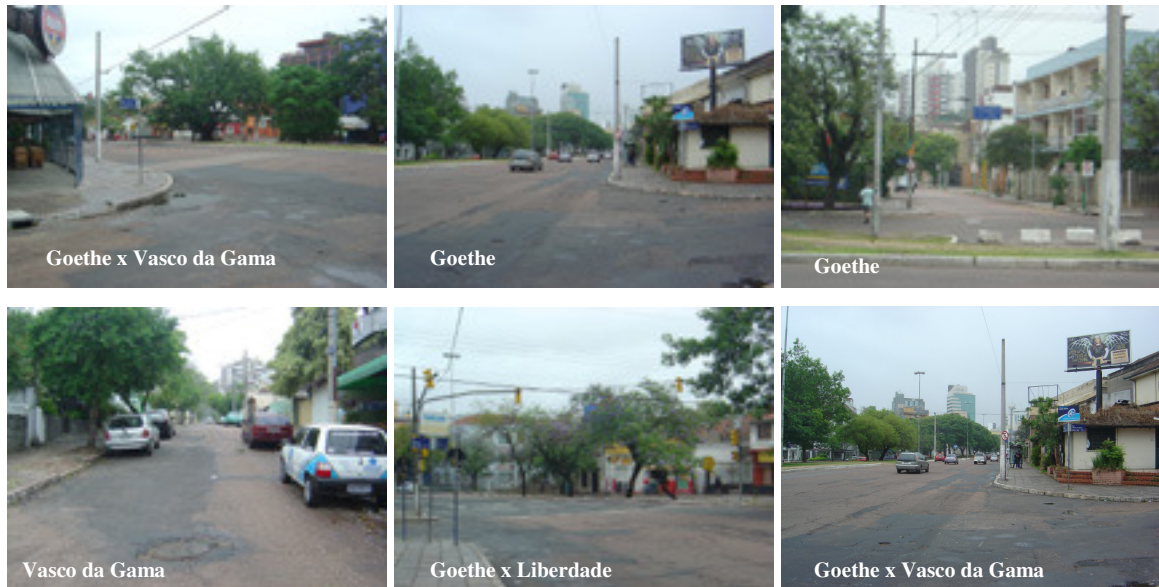 Goethe x Vasco da Gama
Goethe
Goethe
Vasco da Gama
Goethe x Liberdade
Goethe x Vasco da Gama